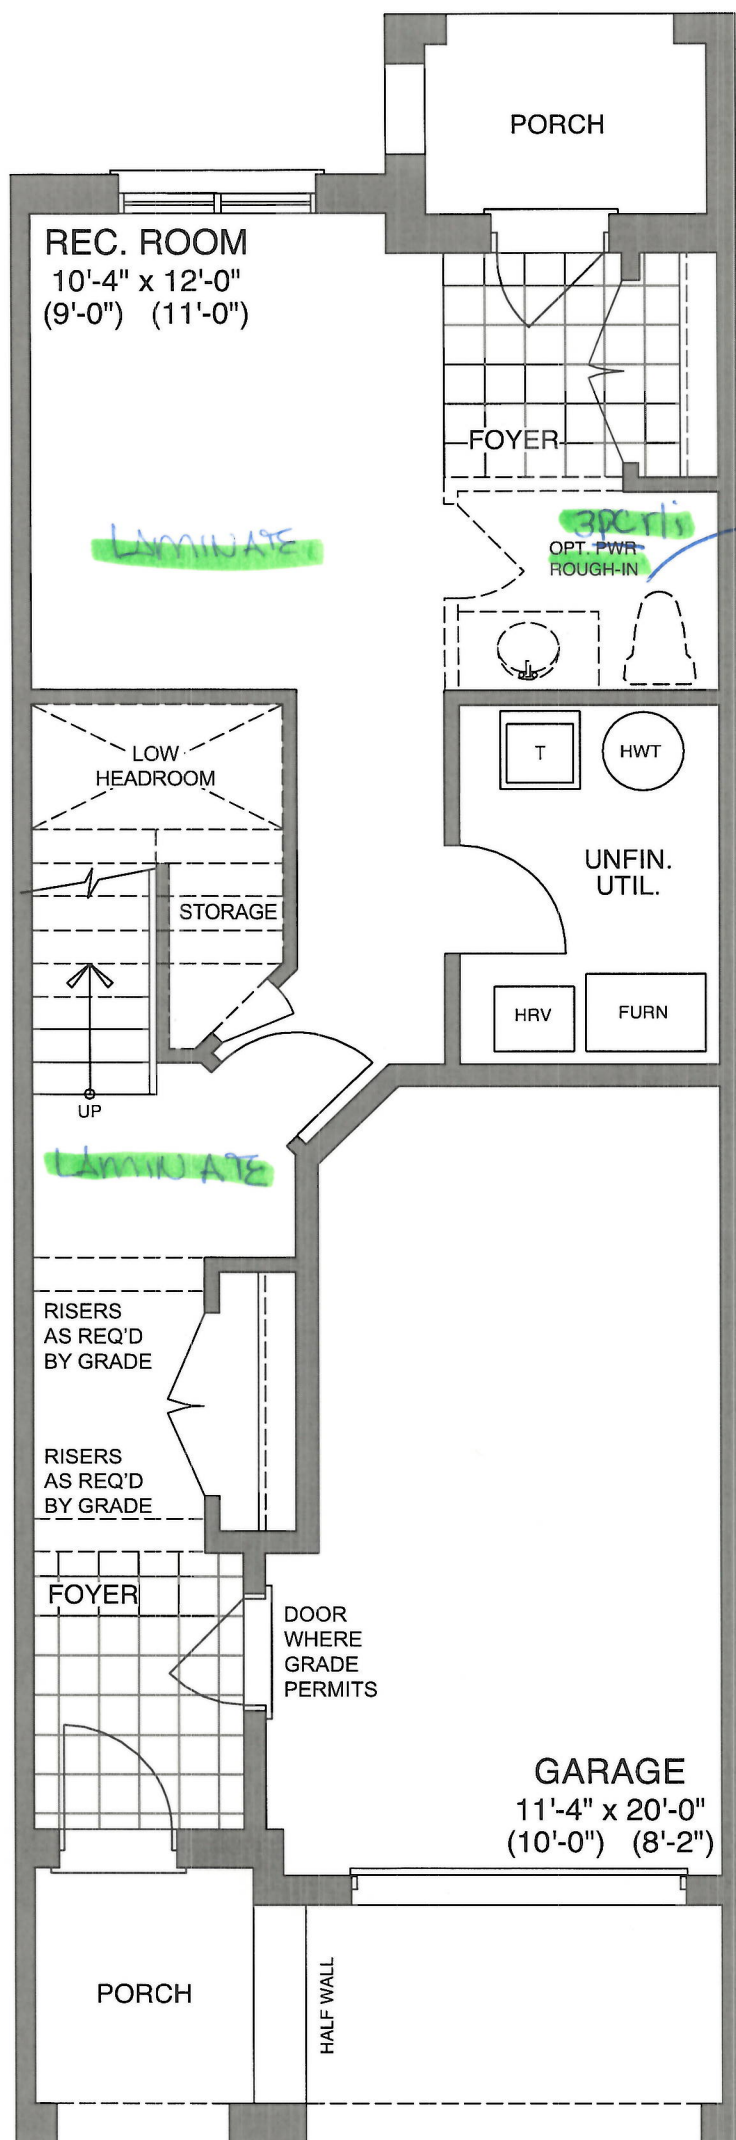 PORCH
REC. ROOM
10'-4" x 12'-0"
(9'-0") (11'-0")
FOYER
LAMINATE
3PC r/i
OPT. PWR
ROUGH-IN
LOW
HEADROOM
T
HWT
UNFIN.
UTIL.
STORAGE
HRV
FURN
UP
LAMINATE
RISERS
AS REQ'D
BY GRADE
RISERS
AS REQ'D
BY GRADE
FOYER
DOOR
WHERE
GRADE
PERMITS
GARAGE
11'-4" x 20'-0"
(10'-0") (8'-2")
PORCH
HALF WALL